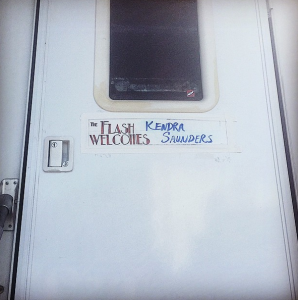 THE FLASH KENDRA
WELCOMES SAUNDERS